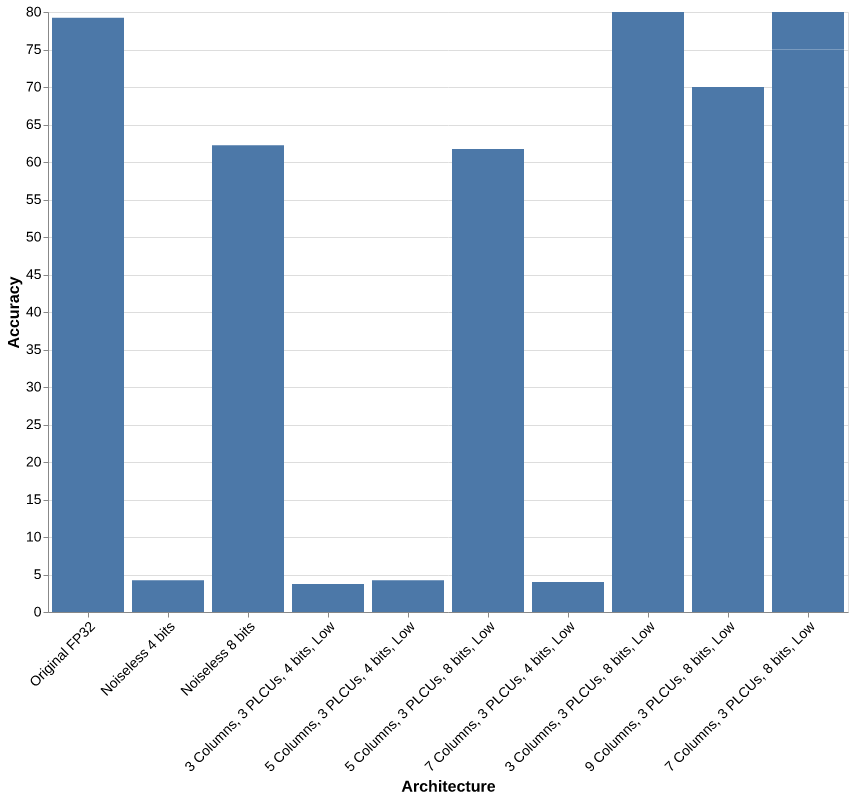 80
75
70
65
60
55
50
45
40
35
30
25
20
15
10
5
0
Accuracy
Original FP32
Noiseless 4 bits
Noiseless 8 bits
3 Columns, 3 PLCUs, 4 bits, Low
5 Columns, 3 PLCUs, 4 bits, Low
5 Columns, 3 PLCUs, 8 bits, Low
7 Columns, 3 PLCUs, 4 bits, Low
3 Columns, 3 PLCUs, 8 bits, Low
9 Columns, 3 PLCUs, 8 bits, Low
7 Columns, 3 PLCUs, 8 bits, Low
Architecture